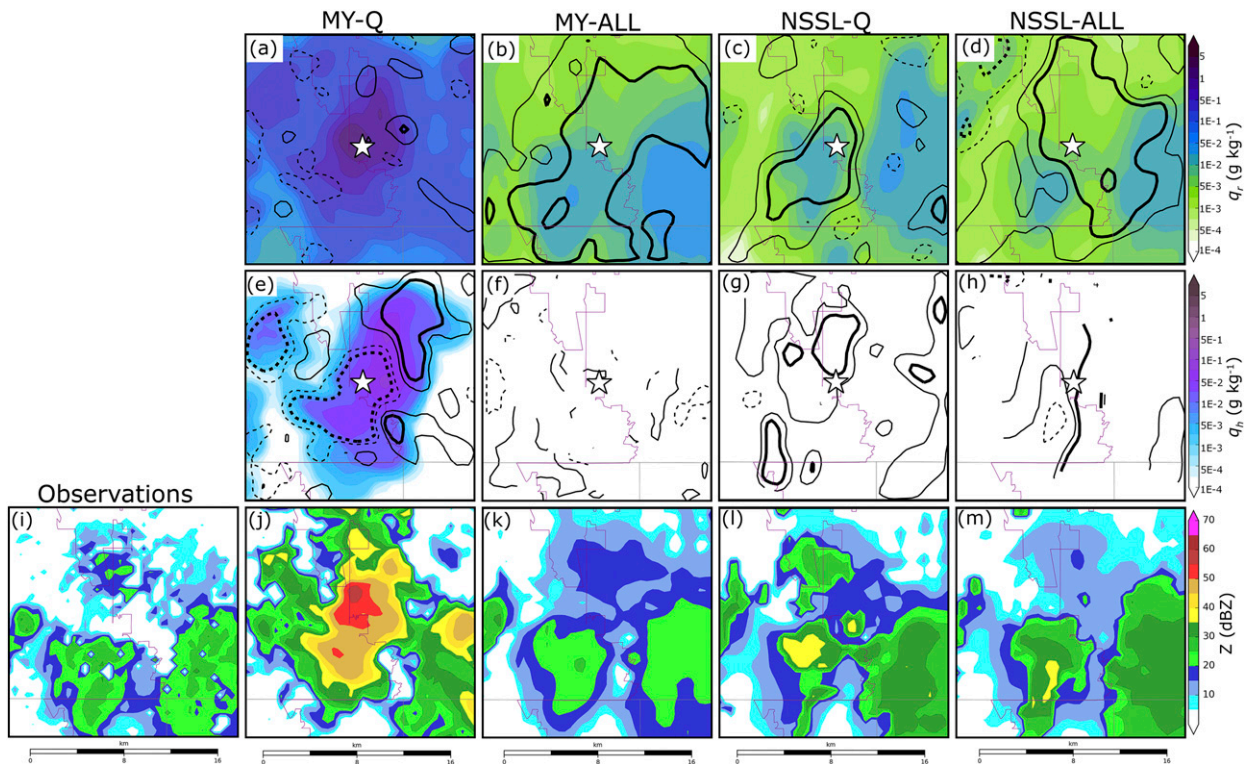 MY-Q MY-ALL NSSL-Q NSSL-ALL
(a) (b) (c) (d)
5
1
5E-1
1E-1
5E-2
1E-2
5E-3
1E-3
5E-4
1E-4
qr (g kg-1)
(e) (f) (g) (h)
5
1
5E-1
1E-1
5E-2
1E-2
5E-3
1E-3
5E-4
1E-4
qh (g kg-1)
Observations
(i) (j) (k) (l) (m)
70
60
50
40
30
20
10
Z (dBZ)
km km km km km
0 8 16 0 8 16 0 8 16 0 8 16 0 8 16